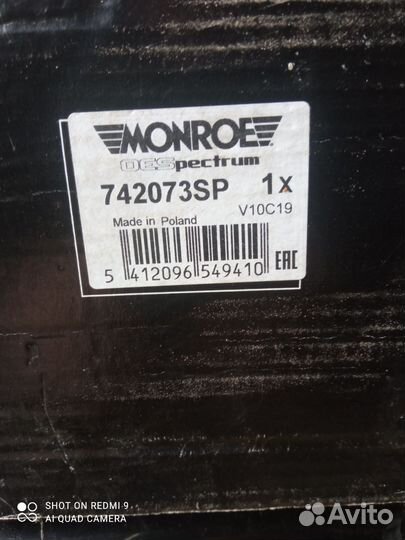 MONROE
OESpectrum
742073SP 1x
V10C19
Made in Poland
5 412096 549410
EAC
SHOT ON REDMI 9
AI QUAD CAMERA
Avito